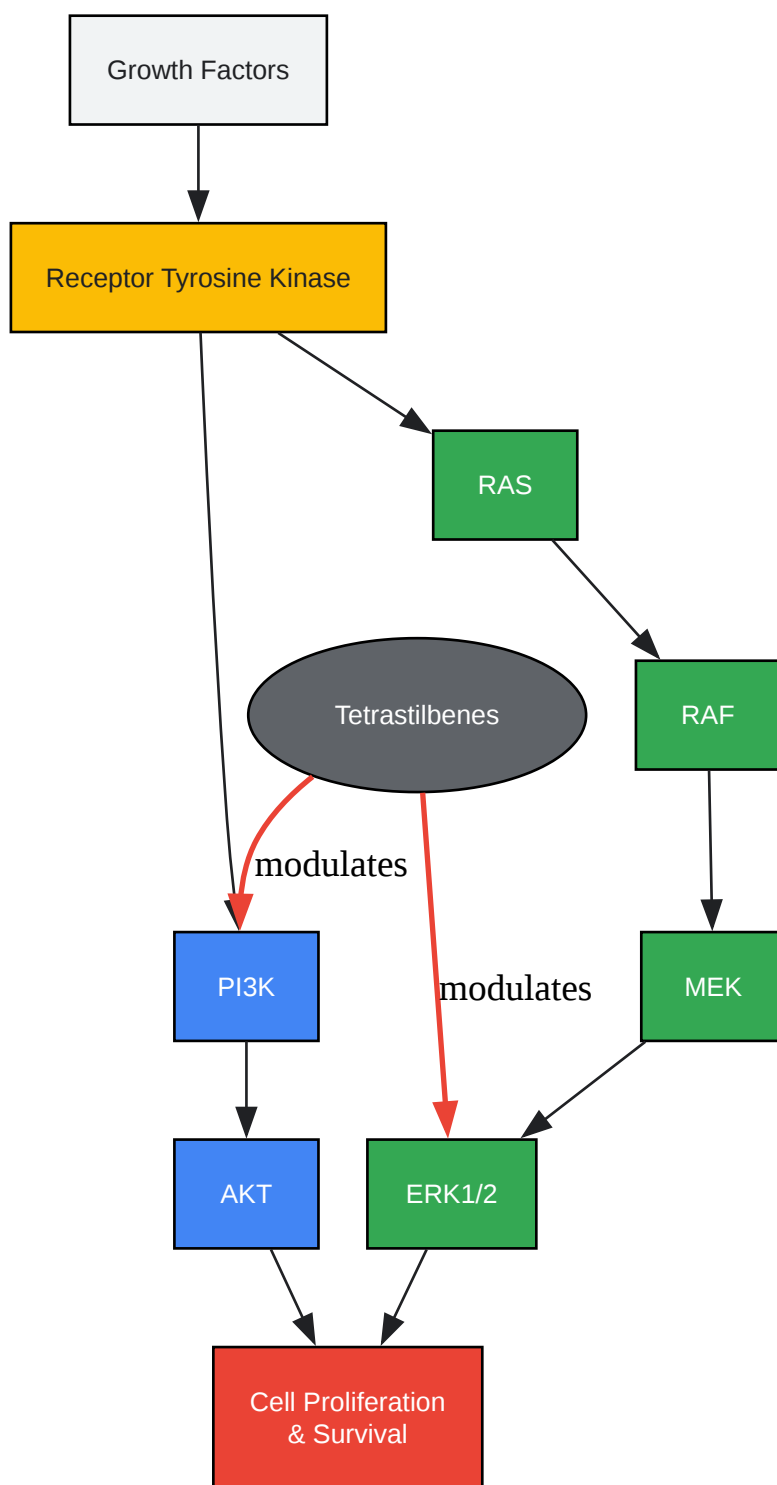 Growth Factors
Receptor Tyrosine Kinase
RAS
Tetrastilbenes
RAF
modulates
PI3K
modulates
MEK
AKT
ERK1/2
Cell Proliferation
& Survival